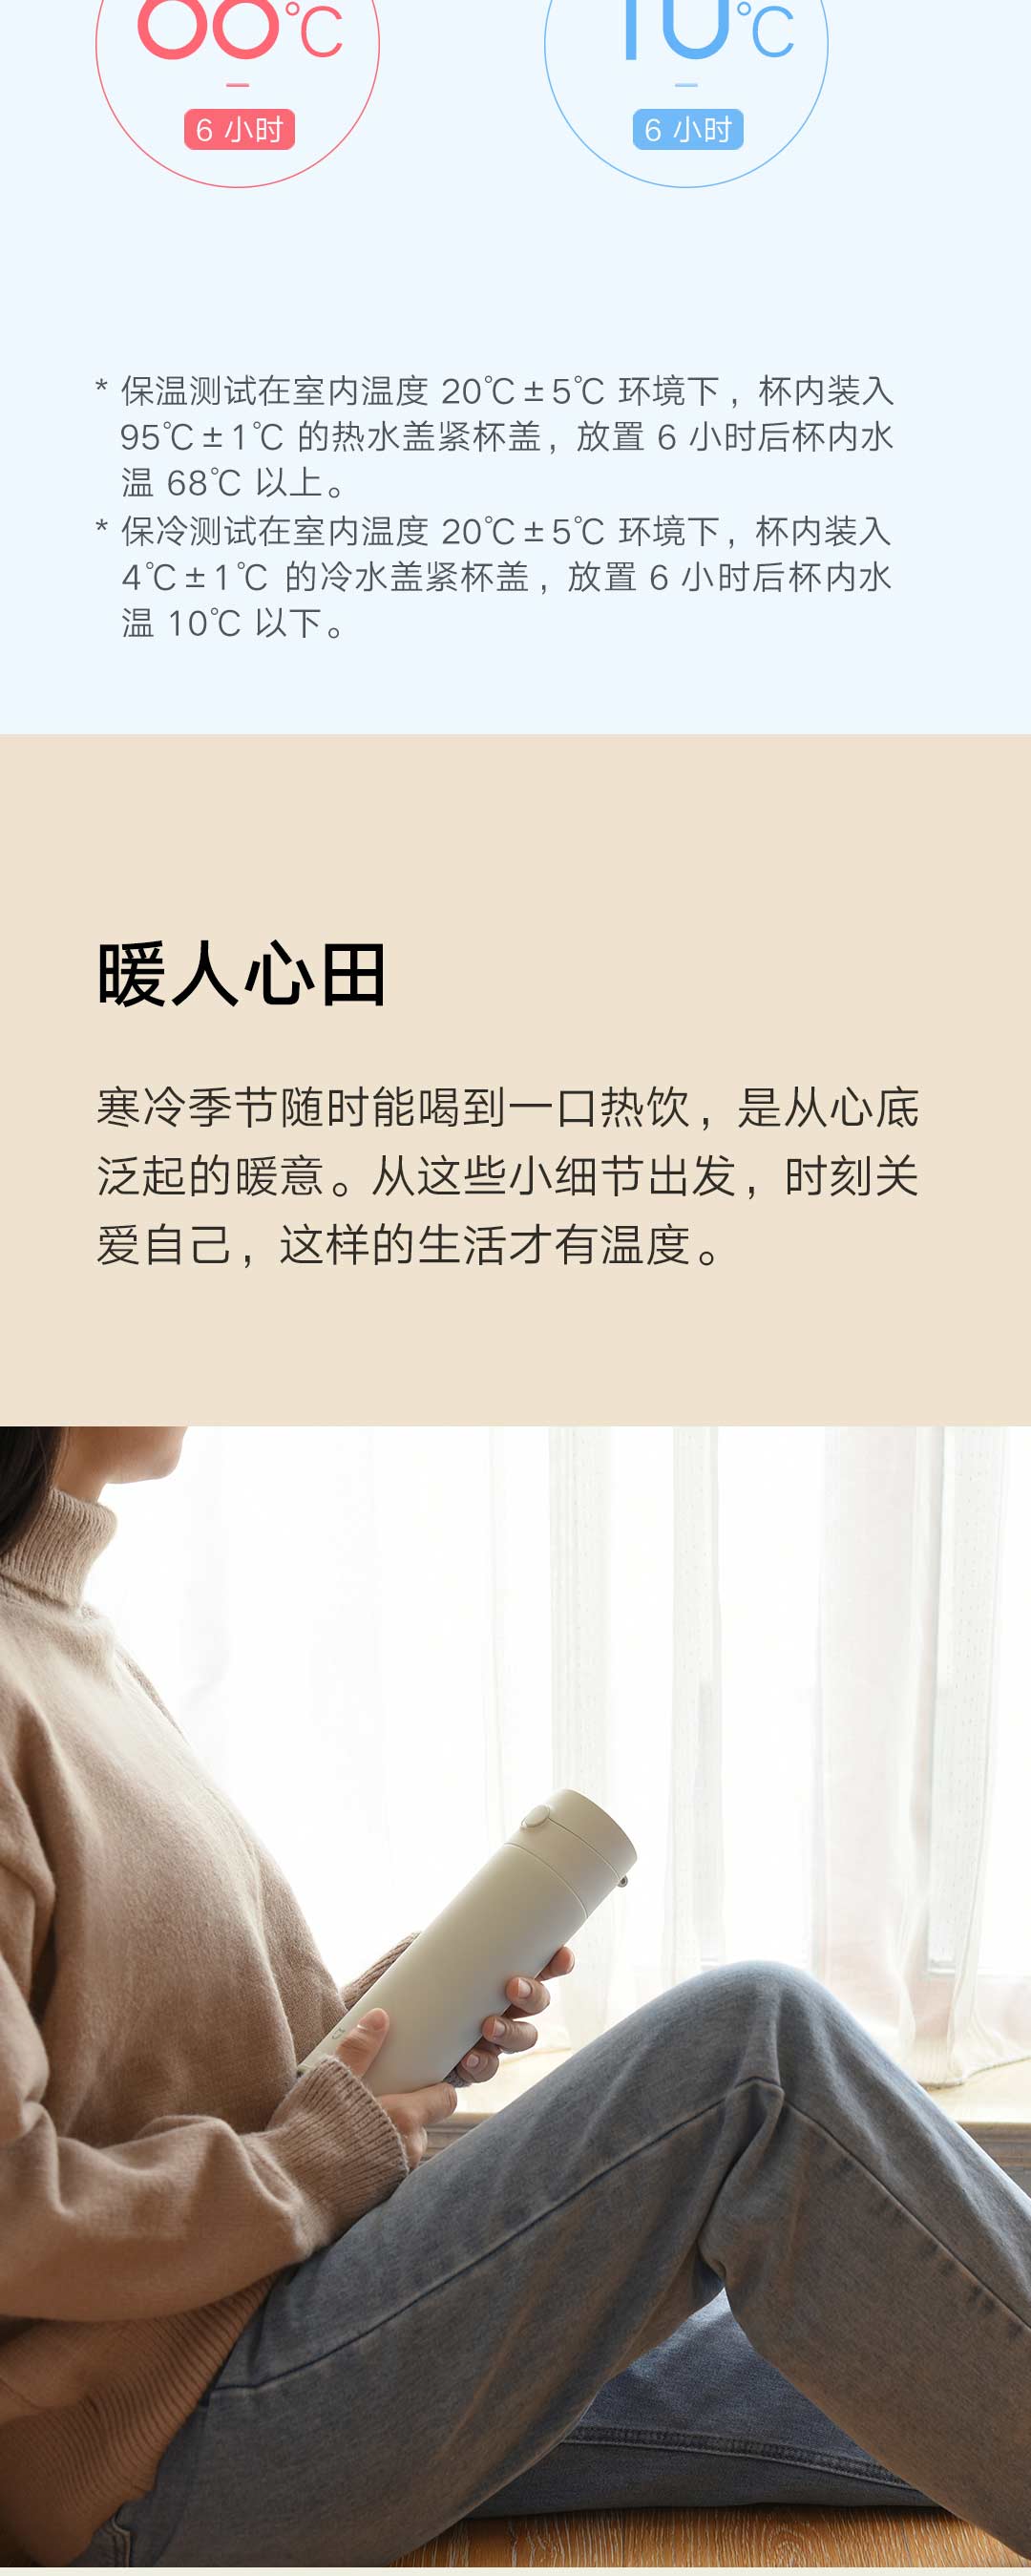 68℃
10℃
6 小时
6 小时
* 保温测试在室内温度 20℃±5℃ 环境下，杯内装入
95℃±1℃ 的热水盖紧杯盖，放置 6 小时后杯内水
温 68℃ 以上。
* 保冷测试在室内温度 20℃±5℃ 环境下，杯内装入
4℃±1℃ 的冷水盖紧杯盖，放置 6 小时后杯内水
温 10℃ 以下。
暖人心田
寒冷季节随时能喝到一口热饮，是从心底
泛起的暖意。从这些小细节出发，时刻关
爱自己，这样的生活才有温度。